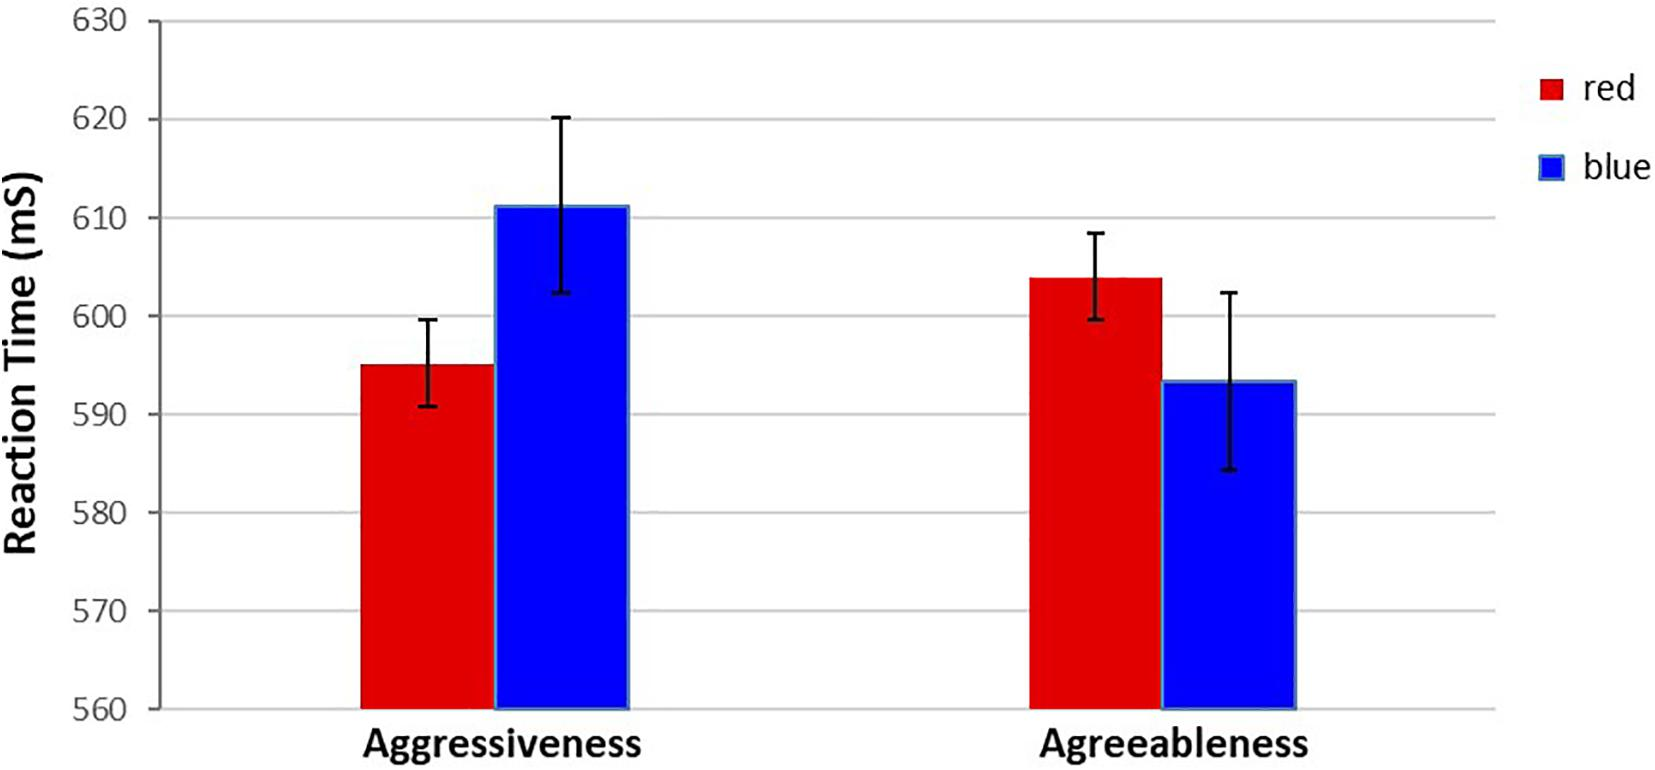 Reaction Time (mS)
630
620
610
600
590
580
570
560
Aggressiveness
Agreeableness
red
blue